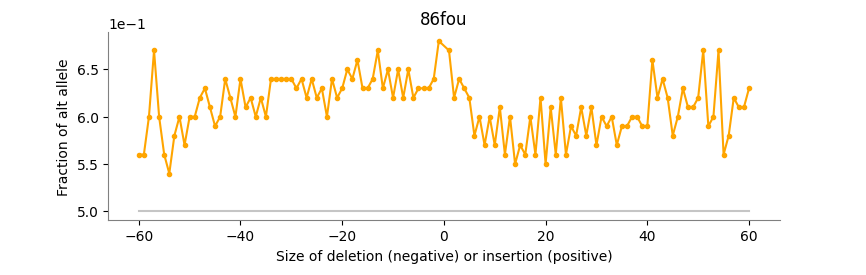 86fou
1e−1
Fraction of alt allele
6.5
6.0
5.5
5.0
−60 −40 −20 0 20 40 60
Size of deletion (negative) or insertion (positive)